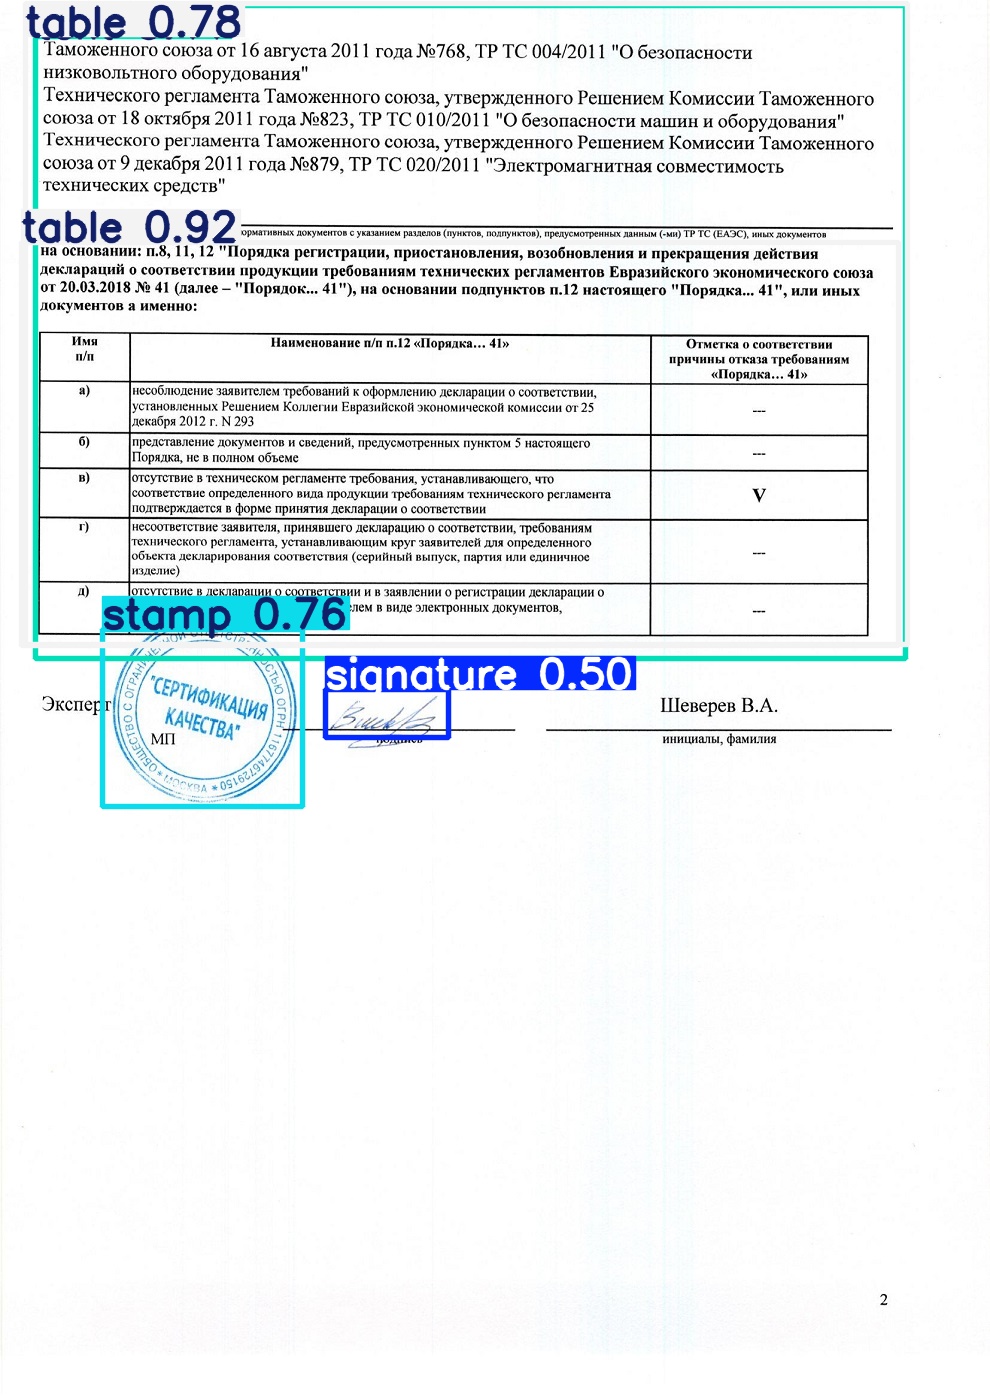 table 0.78
Таможенного союза от 16 августа 2011 года №768, ТР ТС 004/2011 "О безопасности
низковольтного оборудования"
Технического регламента Таможенного союза, утвержденного Решением Комиссии Таможенного
союза от 18 октября 2011 года №823, ТР ТС 010/2011 "О безопасности машин и оборудования"
Технического регламента Таможенного союза, утвержденного Решением Комиссии Таможенного
союза от 9 декабря 2011 года №879, ТР ТС 020/2011 "Электромагнитная совместимость
технических средств"
table 0.92
ормативных документов с указанием разделов (пунктов, подпунктов), предусмотренных данным (-ми) ТР ТС (ЕАЭС), иных документов
на основании: п.8, 11, 12 "Порядка регистрации, приостановления, возобновления и прекращения действия
деклараций о соответствии продукции требованиям технических регламентов Евразийского экономического союза
от 20.03.2018 № 41 (далее – "Порядок... 41"), на основании подпунктов п.12 настоящего "Порядка... 41", или иных
документов а именно:
Имя
п/п
Наименование п/п п.12 «Порядка… 41»
Отметка о соответствии
причины отказа требованиям
«Порядка… 41»
а)
несоблюдение заявителем требований к оформлению декларации о соответствии,
установленных Решением Коллегии Евразийской экономической комиссии от 25
декабря 2012 г. N 293
---
б)
представление документов и сведений, предусмотренных пунктом 5 настоящего
Порядка, не в полном объеме
---
в)
отсутствие в техническом регламенте требования, устанавливающего, что
соответствие определенного вида продукции требованиям технического регламента
подтверждается в форме принятия декларации о соответствии
V
г)
несоответствие заявителя, принявшего декларацию о соответствии, требованиям
технического регламента, устанавливающим круг заявителей для определенного
объекта декларирования соответствия (серийный выпуск, партия или единичное
изделие)
---
д)
отсутствие в декларации о соответствии и в заявлении о регистрации декларации о
лем в виде электронных документов,
---
stamp 0.76
signature 0.50
Эксперт
ОБЩЕСТВО С ОГРАНИЧЕННОЙ ОТВЕТСТВЕННОСТЬЮ ОГРН 1167746729150 * МОСКВА *
"СЕРТИФИКАЦИЯ
КАЧЕСТВА"
МП
подпись
Шеверев В.А.
инициалы, фамилия
2